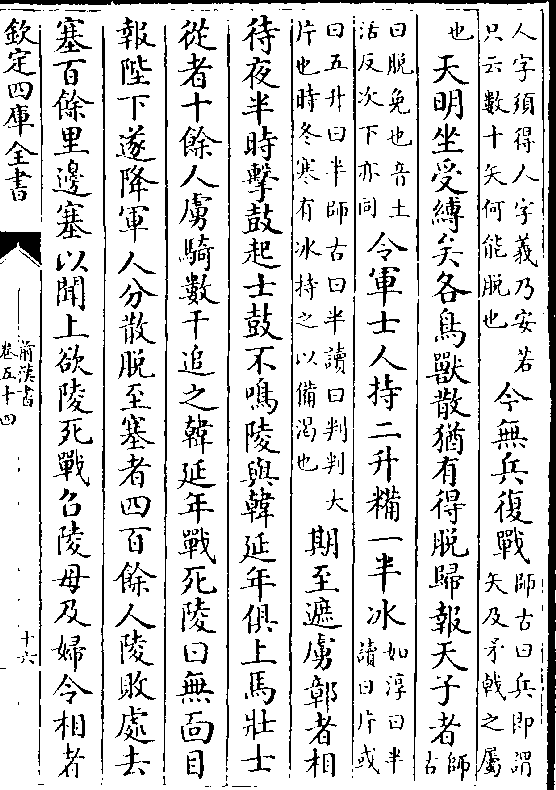 人字須得人字義乃安若
只云數十矢何能脫也
今無兵復戰
師古曰兵即謂
矢及矛戟之屬
也
天明坐受縛矣各鳥獸散猶有得脫歸報天子者
師
古
曰脫免也音土
活反次下亦同
令軍士人持二升糒一半冰
如淳曰半
讀曰片或
曰五升曰半師古曰半讀曰判判大
片也時冬寒有冰持之以備渴也
期至遮虜鄣者相
待夜半時擊鼓起士鼓不鳴陵與韓延年俱上馬壯士
從者十餘人虜騎數千追之韓延年戰死陵曰無面目
報陛下遂降軍人分散脫至塞者四百餘人陵敗處去
塞百餘里邊塞以聞上欲陵死戰召陵母及婦令相者
欽定四庫全書
前漢書
卷五十四
十六